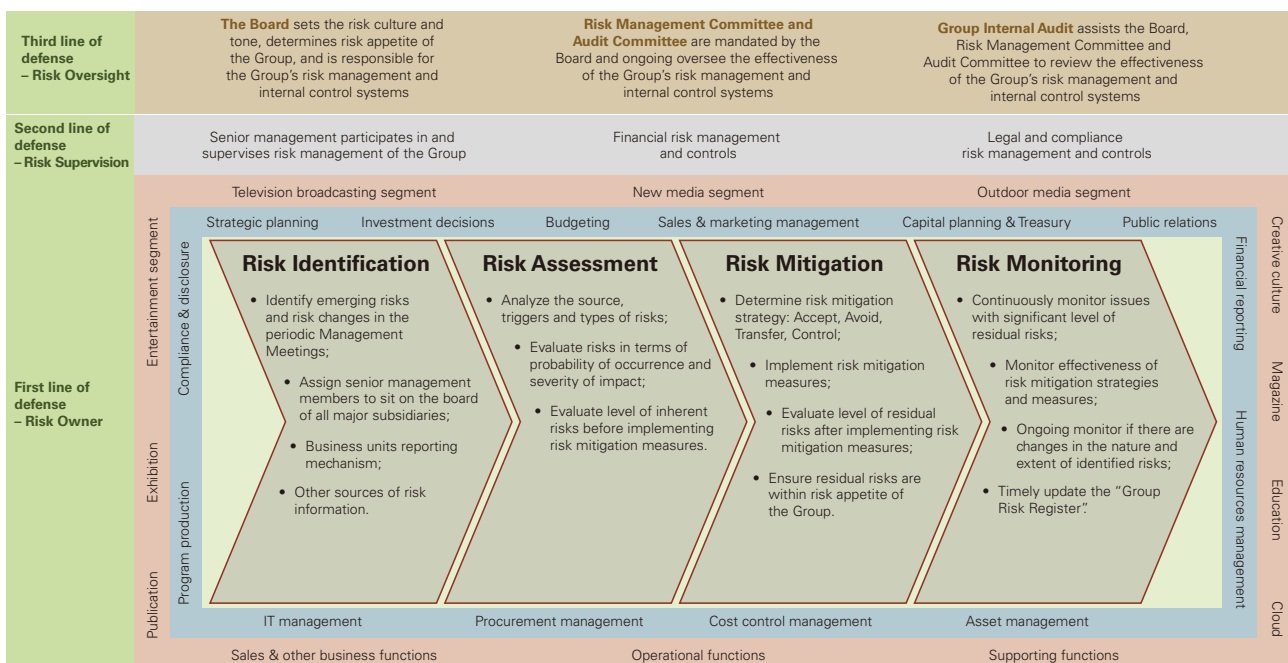 Third line of
defense
– Risk Oversight
The Board sets the risk culture and
tone, determines risk appetite of
the Group, and is responsible for
the Group's risk management and
internal control systems
Risk Management Committee and
Audit Committee are mandated by the
Board and ongoing oversee the effectiveness
of the Group's risk management and
internal control systems
Group Internal Audit assists the Board,
Risk Management Committee and
Audit Committee to review the effectiveness
of the Group's risk management and
internal control systems
Second line of
defense
– Risk Supervision
Senior management participates in and
supervises risk management of the Group
Financial risk management
and controls
Legal and compliance
risk management and controls
First line of
defense
– Risk Owner
Television broadcasting segment
New media segment
Outdoor media segment
Entertainment segment
Exhibition
Publication
Strategic planning
Investment decisions
Budgeting
Sales & marketing management
Capital planning & Treasury
Public relations
Compliance & disclosure
Program production
Risk Identification
• Identify emerging risks
and risk changes in the
periodic Management
Meetings;
• Assign senior management
members to sit on the board
of all major subsidiaries;
• Business units reporting
mechanism;
• Other sources of risk
information.
Risk Assessment
• Analyze the source,
triggers and types of risks;
• Evaluate risks in terms of
probability of occurrence and
severity of impact;
• Evaluate level of inherent
risks before implementing
risk mitigation measures.
Risk Mitigation
• Determine risk mitigation
strategy: Accept, Avoid,
Transfer, Control;
• Implement risk mitigation
measures;
• Evaluate level of residual
risks after implementing risk
mitigation measures;
• Ensure residual risks are
within risk appetite of
the Group.
Risk Monitoring
• Continuously monitor issues
with significant level of
residual risks;
• Monitor effectiveness of
risk mitigation strategies
and measures;
• Ongoing monitor if there are
changes in the nature and
extent of identified risks;
• Timely update the "Group
Risk Register".
Financial reporting
Human resources management
Creative culture
Magazine
Education
Cloud
IT management
Procurement management
Cost control management
Asset management
Sales & other business functions
Operational functions
Supporting functions